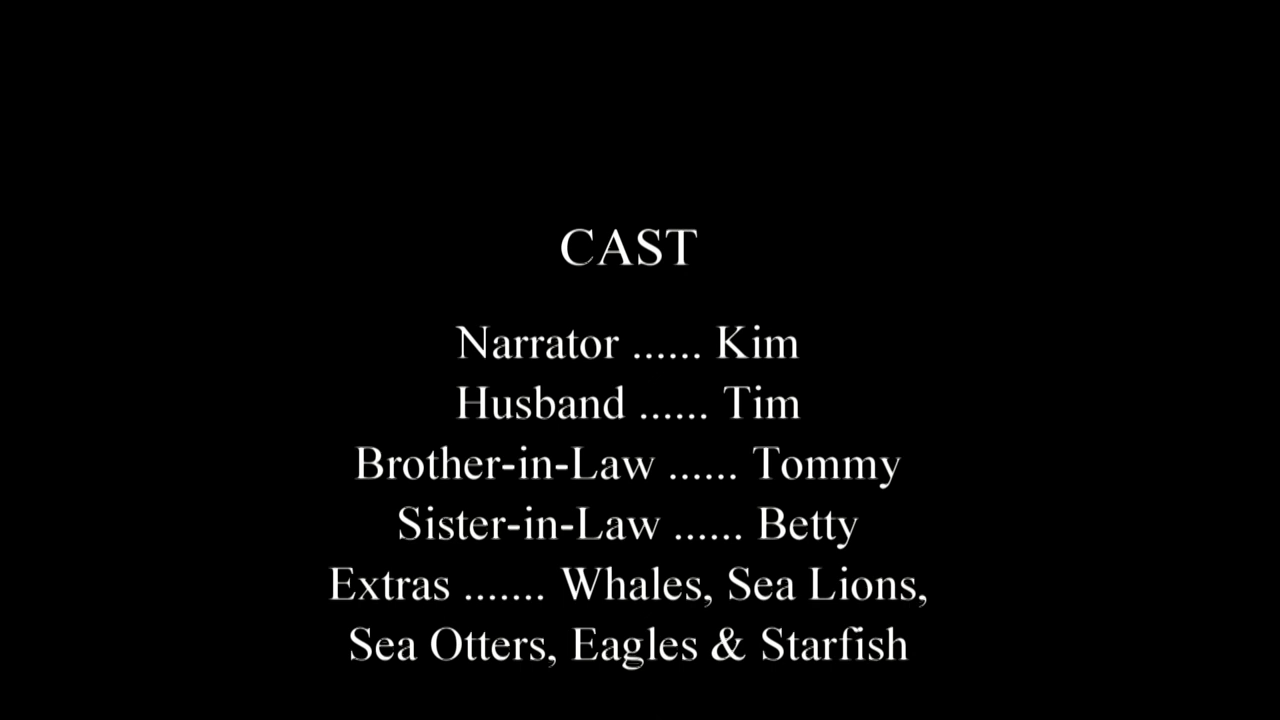 CAST
Narrator ...... Kim
Husband ...... Tim
Brother-in-Law ...... Tommy
Sister-in-Law ...... Betty
Extras ....... Whales, Sea Lions,
Sea Otters, Eagles & Starfish